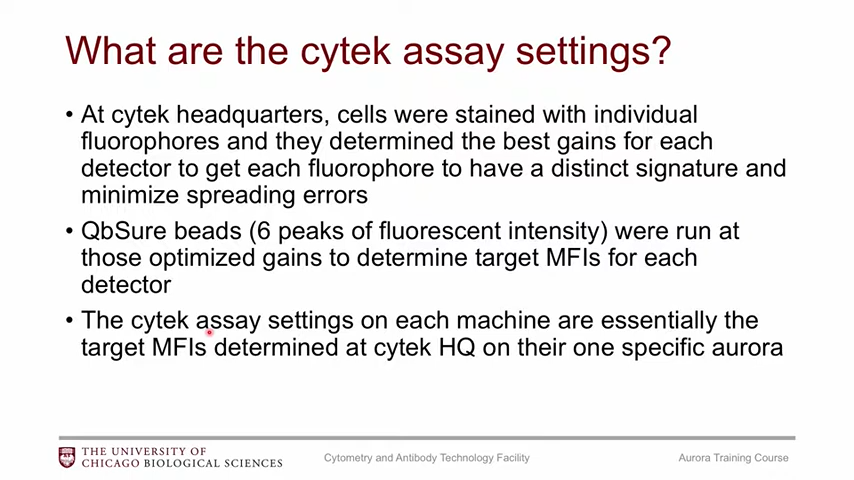 What are the cytek assay settings?
• At cytek headquarters, cells were stained with individual
fluorophores and they determined the best gains for each
detector to get each fluorophore to have a distinct signature and
minimize spreading errors
• QbSure beads (6 peaks of fluorescent intensity) were run at
those optimized gains to determine target MFIs for each
detector
• The cytek assay settings on each machine are essentially the
target MFIs determined at cytek HQ on their one specific aurora
THE UNIVERSITY OF
CHICAGO BIOLOGICAL SCIENCES
Cytometry and Antibody Technology Facility
Aurora Training Course